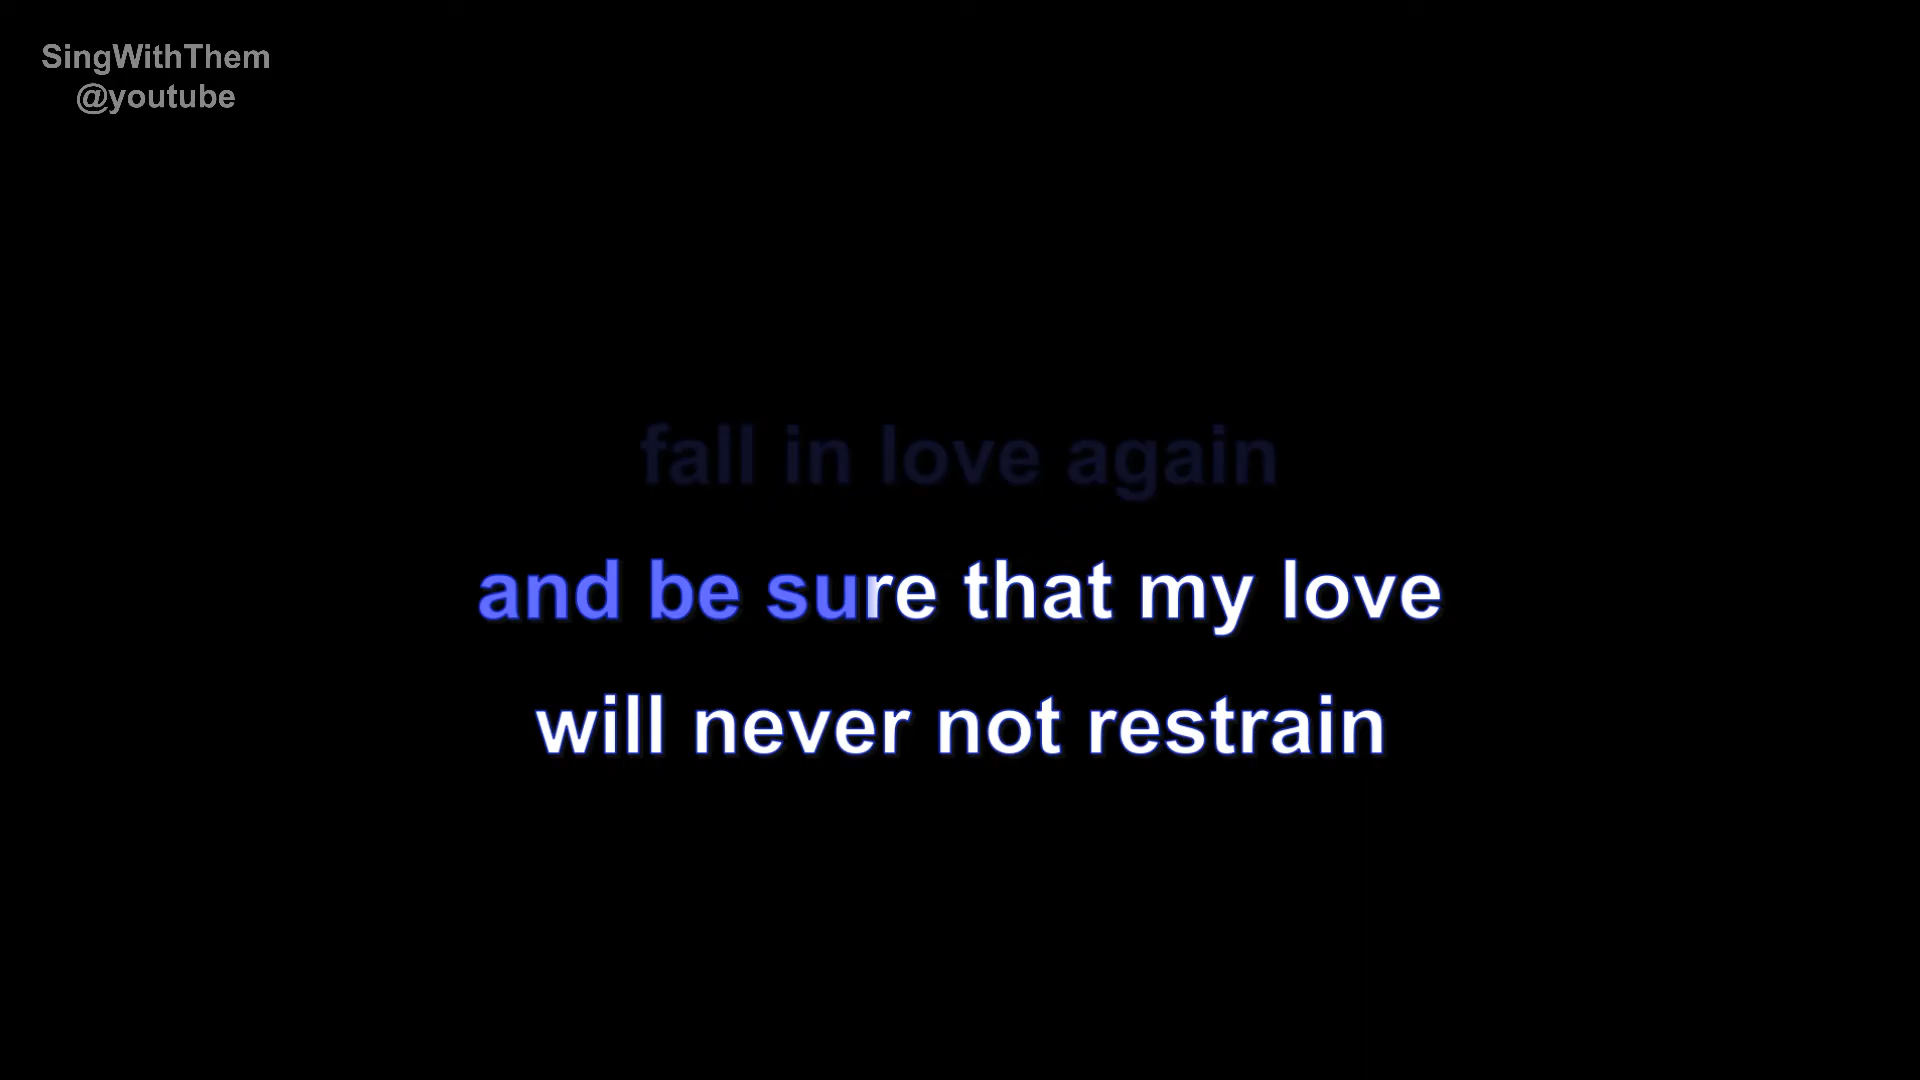 SingWithThem
@youtube
fall in love again
and be sure that my love
will never not restrain